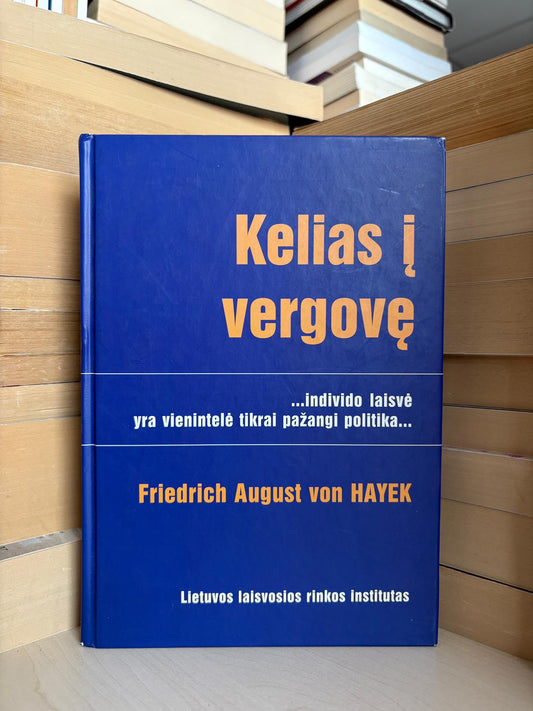 Kelias į
vergovę
...individo laisvė
yra vienintelė tikrai pažangi politika...
Friedrich August von HAYEK
Lietuvos laisvosios rinkos institutas